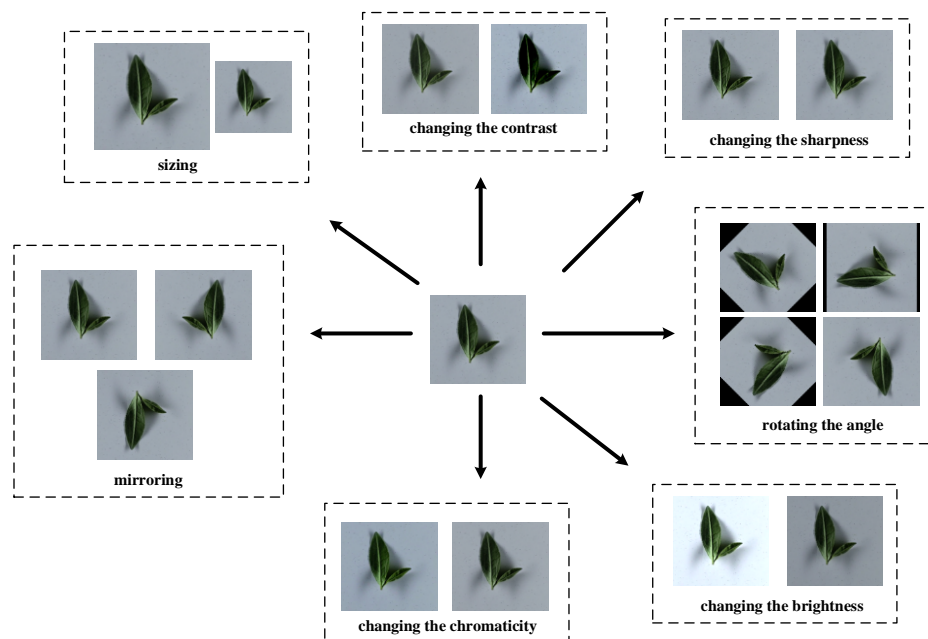 changing the contrast
changing the sharpness
sizing
rotating the angle
mirroring
changing the brightness
changing the chromaticity